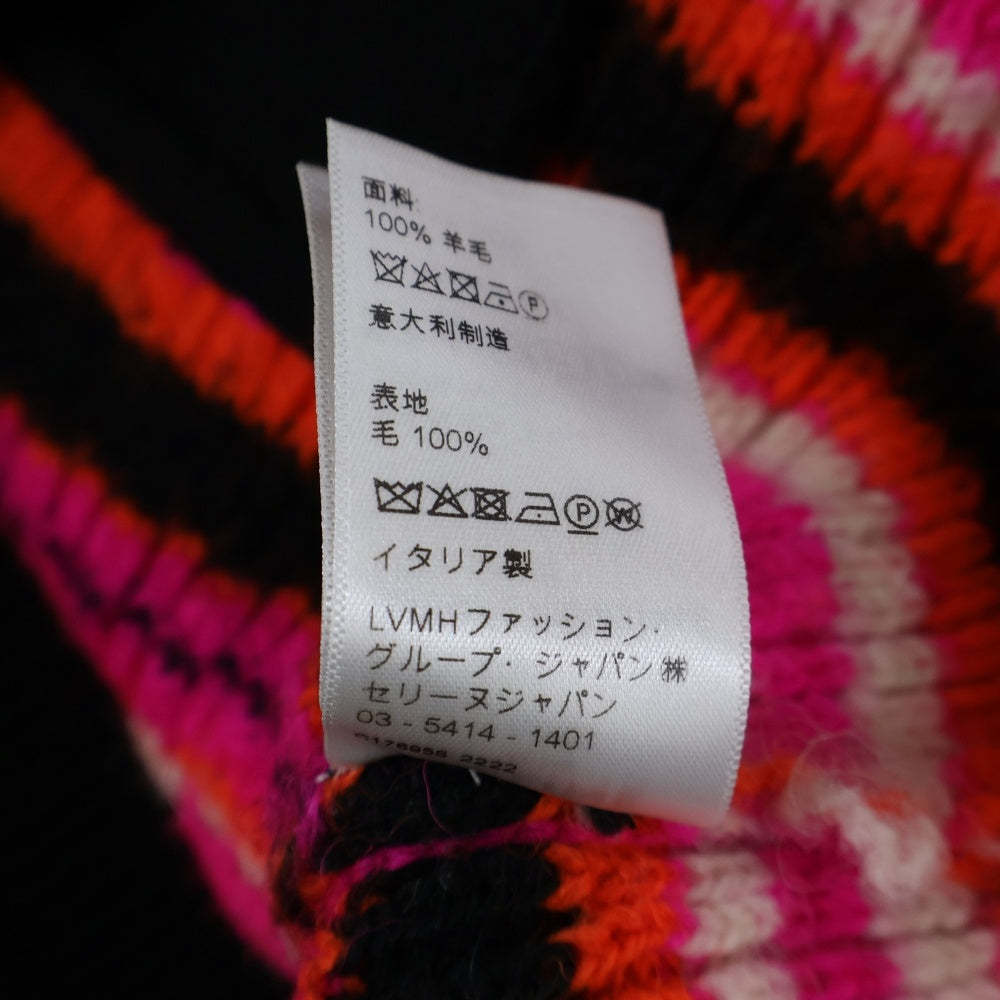 面料
100% 羊毛
P
意大利制造
表地
毛 100%
P W
イタリア製
LVMHファッション・
グループ・ジャパン㈱
セリーヌジャパン
03 - 5414 - 1401
2222